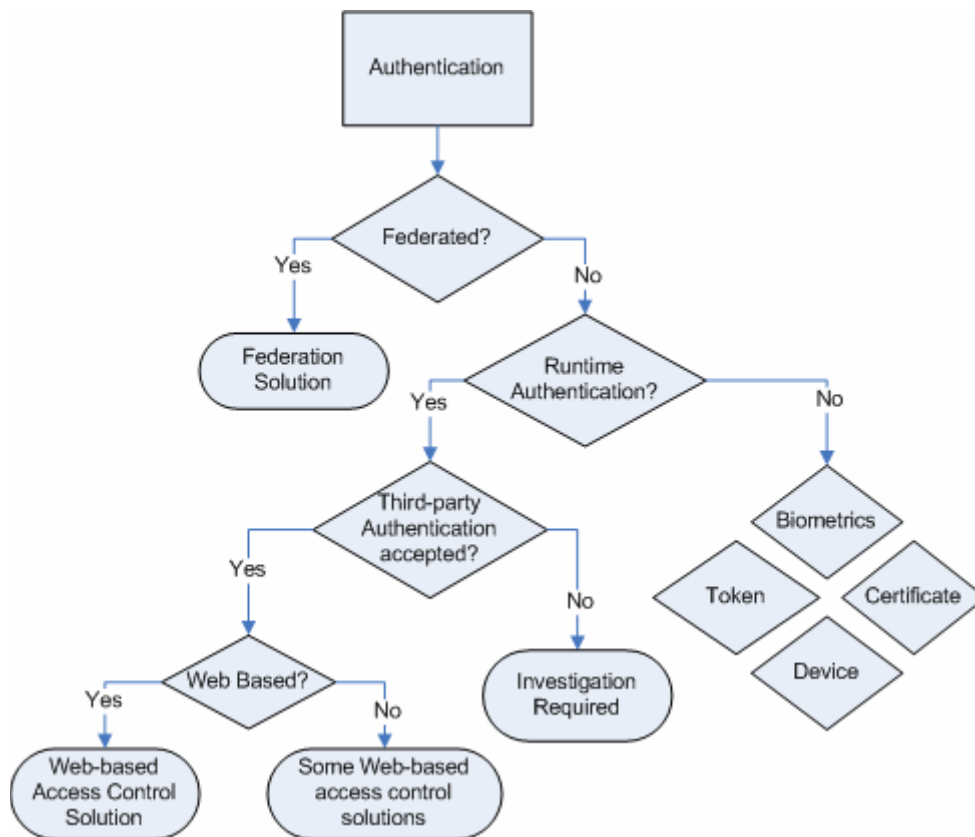 Authentication
Federated?
Yes
No
Federation
Solution
Runtime
Authentication?
Yes
No
Third-party
Authentication
accepted?
Biometrics
Token
Certificate
Device
Yes
No
Web Based?
Investigation
Required
Yes
No
Web-based
Access Control
Solution
Some Web-based
access control
solutions